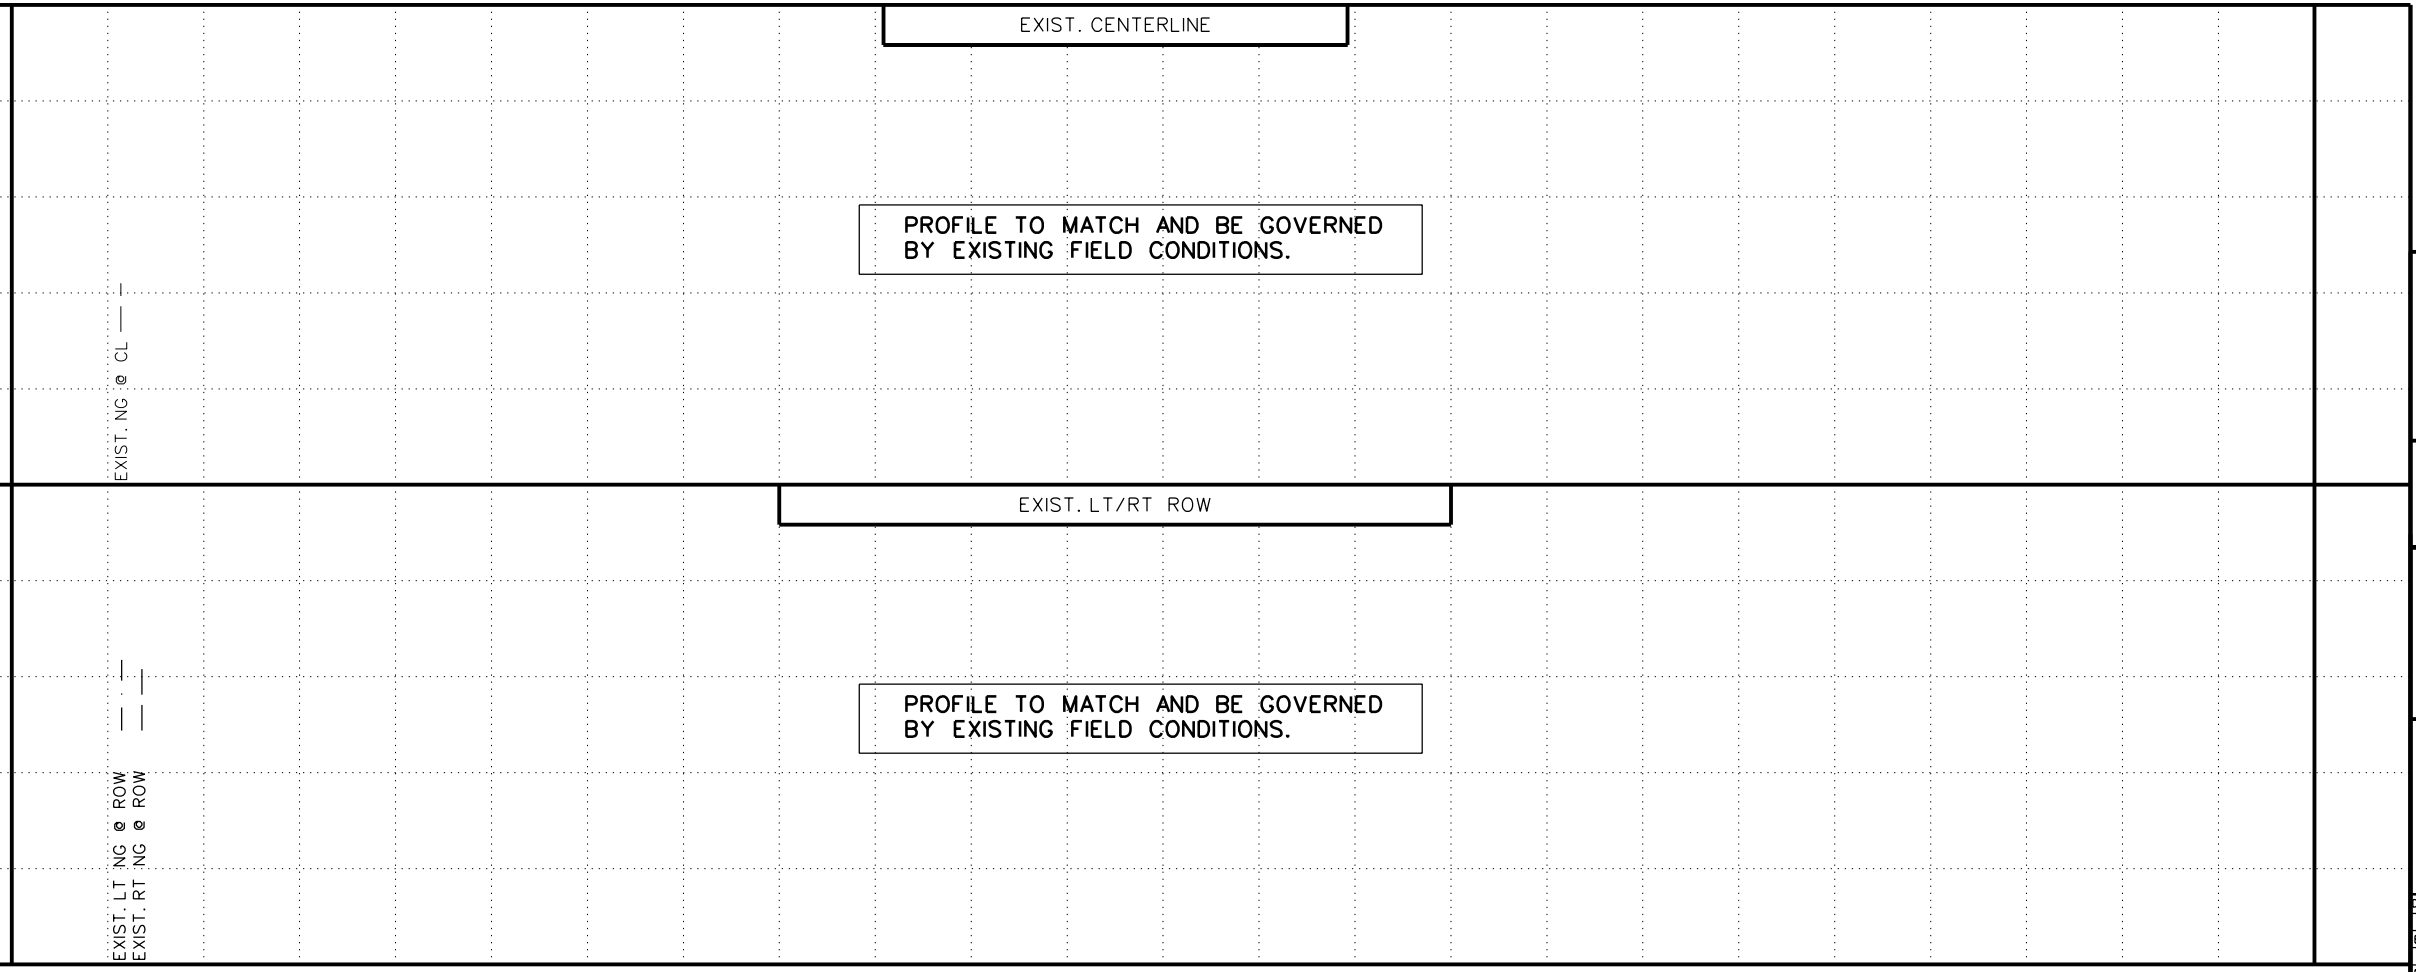 EXIST. CENTERLINE
PROFILE TO MATCH AND BE GOVERNED
BY EXISTING FIELD CONDITIONS.
EXIST. NG @ CL
EXIST. LT/RT ROW
PROFILE TO MATCH AND BE GOVERNED
BY EXISTING FIELD CONDITIONS.
EXIST. LT NG @ ROW
EXIST. RT NG @ ROW